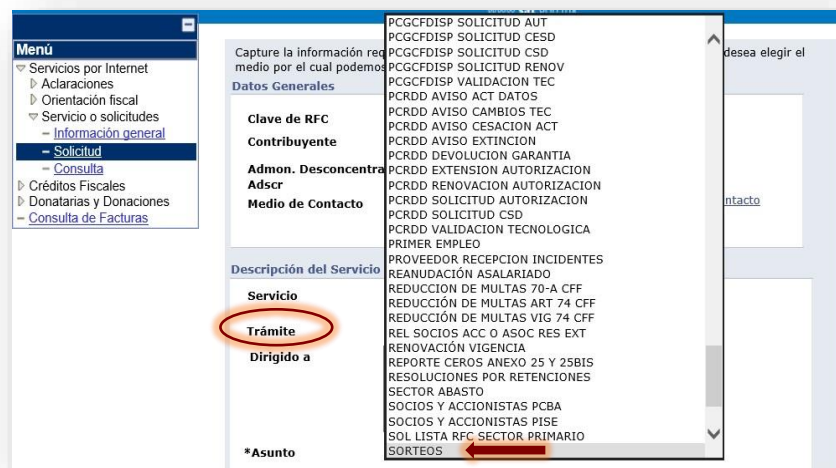 Menú
Servicios por Internet
Aclaraciones
Orientación fiscal
Servicio o solicitudes
Información general
Solicitud
Consulta
Créditos Fiscales
Donatarias y Donaciones
Consulta de Facturas
Capture la información req
desea elegir el
medio por el cual podemos
Datos Generales
Clave de RFC
Contribuyente
Admon. Desconcentra
Adscr
Medio de Contacto
ntacto
Descripción del Servicio
Servicio
Trámite
Dirigido a
*Asunto
PCGCFDISP SOLICITUD AUT
PCGCFDISP SOLICITUD CESD
PCGCFDISP SOLICITUD CSD
PCGCFDISP SOLICITUD RENOV
PCGCFDISP VALIDACION TEC
PCRDD AVISO ACT DATOS
PCRDD AVISO CAMBIOS TEC
PCRDD AVISO CESACION ACT
PCRDD AVISO EXTINCION
PCRDD DEVOLUCION GARANTIA
PCRDD EXTENSION AUTORIZACION
PCRDD RENOVACION AUTORIZACION
PCRDD SOLICITUD AUTORIZACION
PCRDD SOLICITUD CSD
PCRDD VALIDACION TECNOLOGICA
PRIMER EMPLEO
PROVEEDOR RECEPCION INCIDENTES
REANUDACIÓN ASALARIADO
REDUCCION DE MULTAS 70-A CFF
REDUCCIÓN DE MULTAS ART 74 CFF
REDUCCIÓN DE MULTAS VIG 74 CFF
REL SOCIOS ACC O ASOC RES EXT
RENOVACIÓN VIGENCIA
REPORTE CEROS ANEXO 25 Y 25BIS
RESOLUCIONES POR RETENCIONES
SECTOR ABASTO
SOCIOS Y ACCIONISTAS PCBA
SOCIOS Y ACCIONISTAS PISE
SOL LISTA RFC SECTOR PRIMARIO
SORTEOS